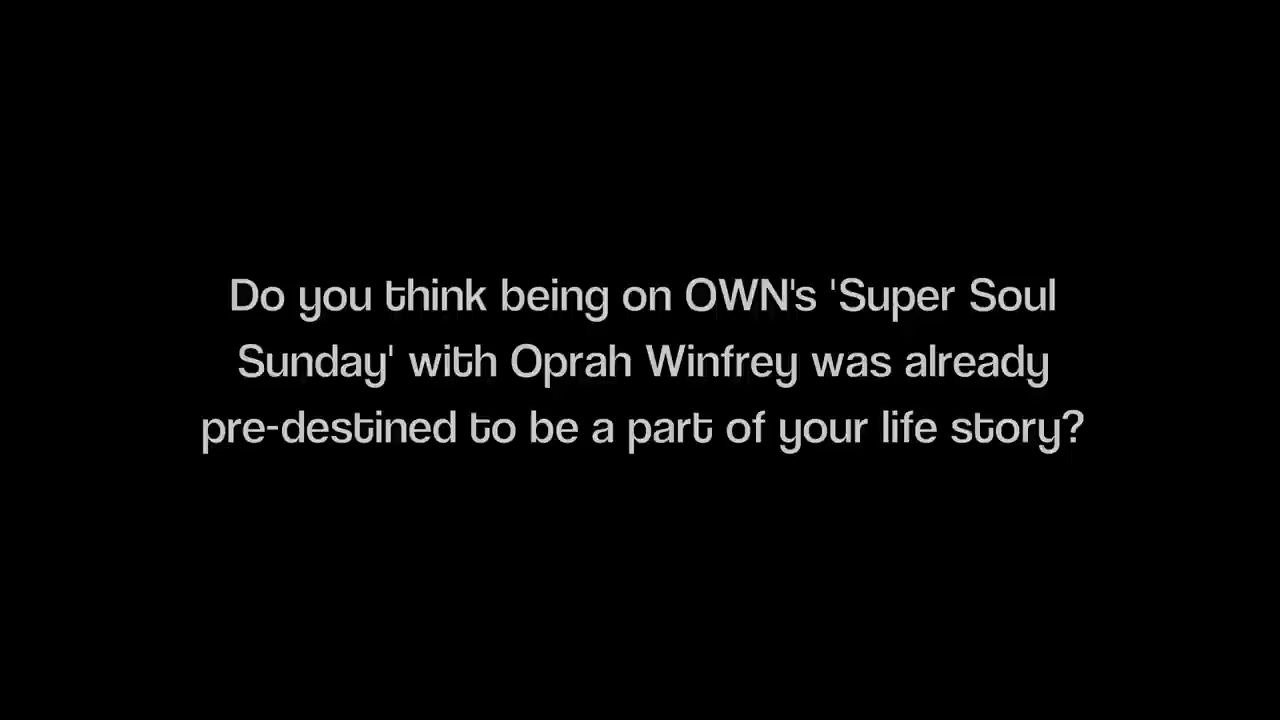 Do you think being on OWN's 'Super Soul
Sunday' with Oprah Winfrey was already
pre-destined to be a part of your life story?